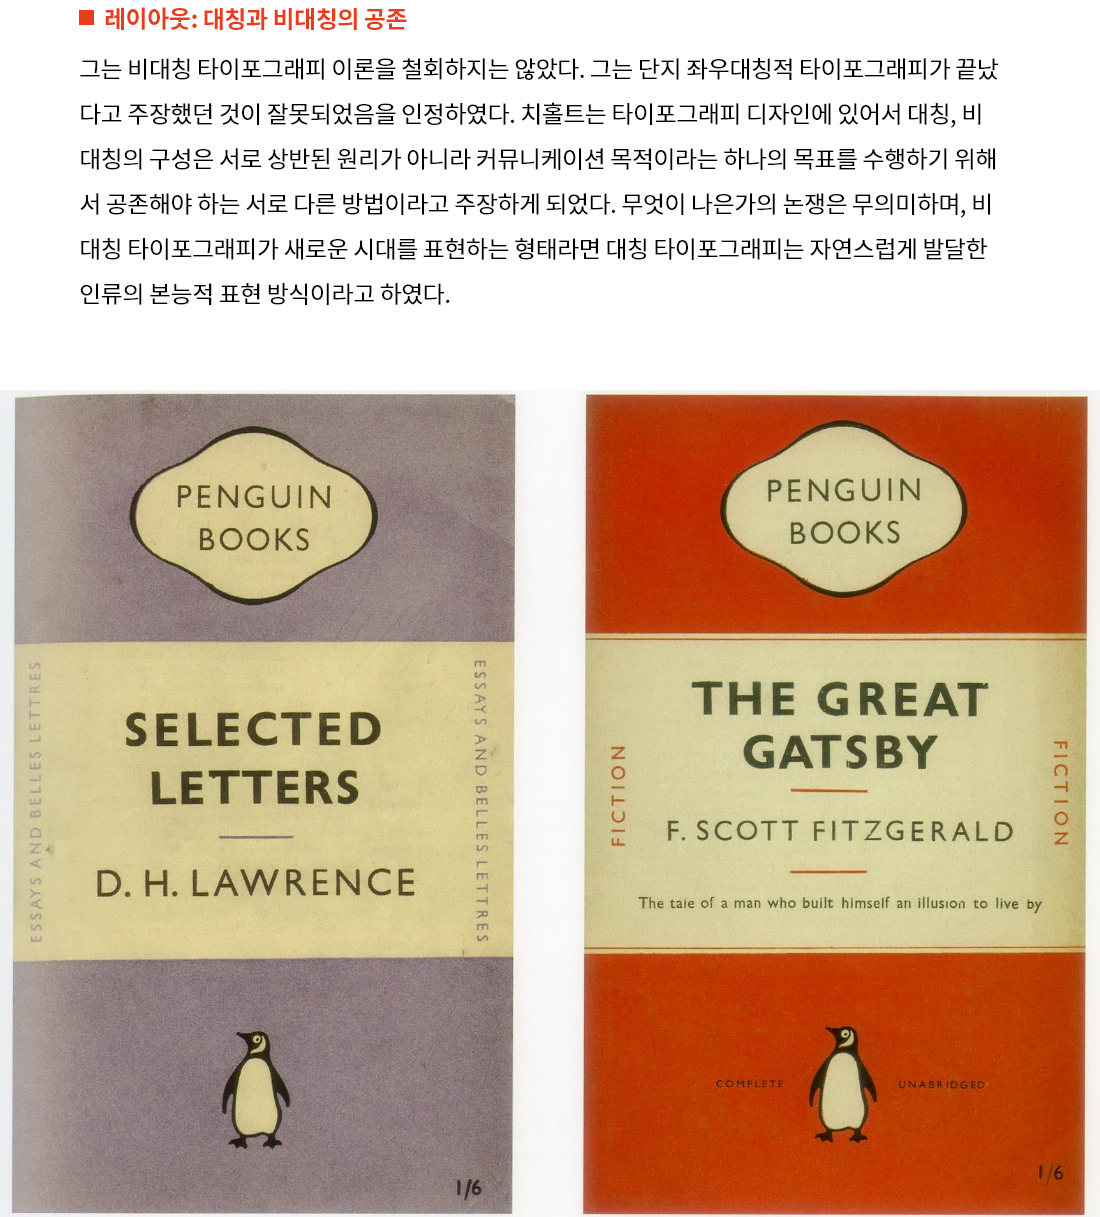 레이아웃: 대칭과 비대칭의 공존
그는 비대칭 타이포그래피 이론을 철회하지는 않았다. 그는 단지 좌우대칭적 타이포그래피가 끝났
다고 주장했던 것이 잘못되었음을 인정하였다. 치홀트는 타이포그래피 디자인에 있어서 대칭, 비
대칭의 구성은 서로 상반된 원리가 아니라 커뮤니케이션 목적이라는 하나의 목표를 수행하기 위해
서 공존해야 하는 서로 다른 방법이라고 주장하게 되었다. 무엇이 나은가의 논쟁은 무의미하며, 비
대칭 타이포그래피가 새로운 시대를 표현하는 형태라면 대칭 타이포그래피는 자연스럽게 발달한
인류의 본능적 표현 방식이라고 하였다.
PENGUIN
BOOKS
ESSAYS AND BELLES LETTRES
SELECTED
LETTERS
D. H. LAWRENCE
ESSAYS AND BELLES LETTRES
1/6
PENGUIN
BOOKS
FICTION
THE GREAT
GATSBY
F. SCOTT FITZGERALD
The tale of a man who built himself an illusion to live by
FICTION
COMPLETE
UNABRIDGED
1/6